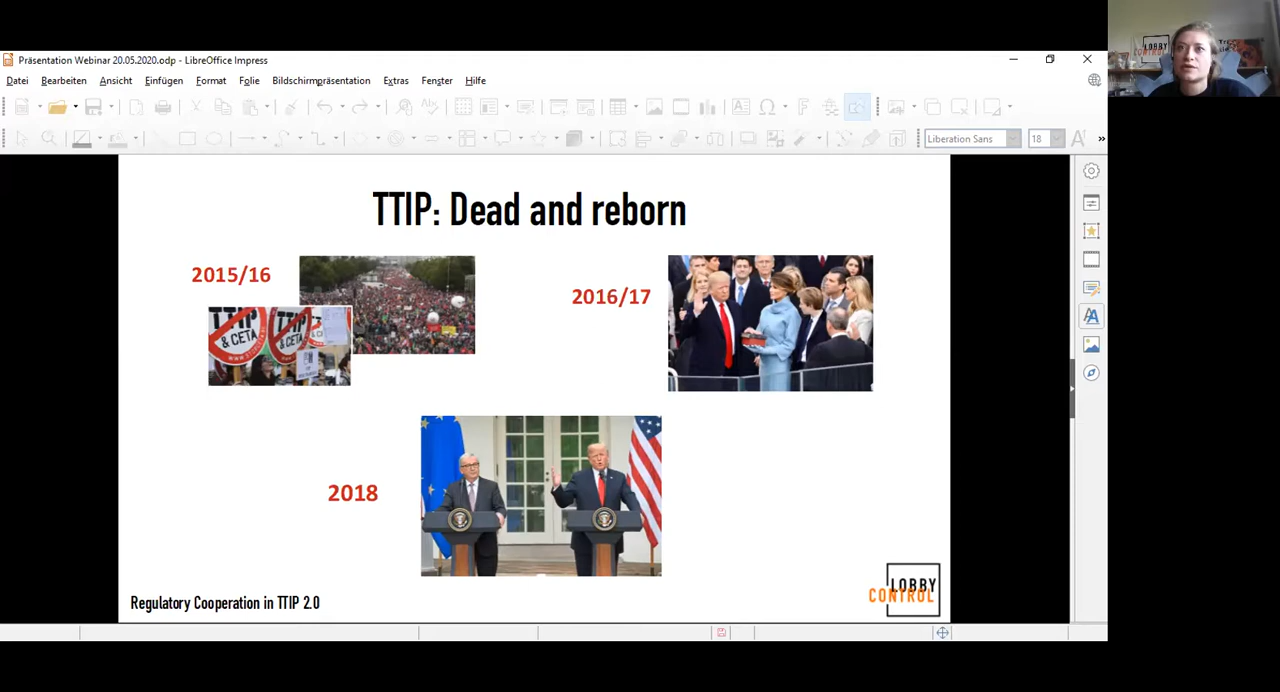 Präsentation Webinar 20.05.2020.odp - LibreOffice Impress
Datei Bearbeiten Ansicht Einfügen Format Folie Bildschirmpräsentation Extras Fenster Hilfe
Liberation Sans 18
TTIP: Dead and reborn
2015/16
2016/17
TTIP
& CETA
TTIP
& CETA
2018
Regulatory Cooperation in TTIP 2.0
LOBBY
CONTROL
LOBBY
CONTROL